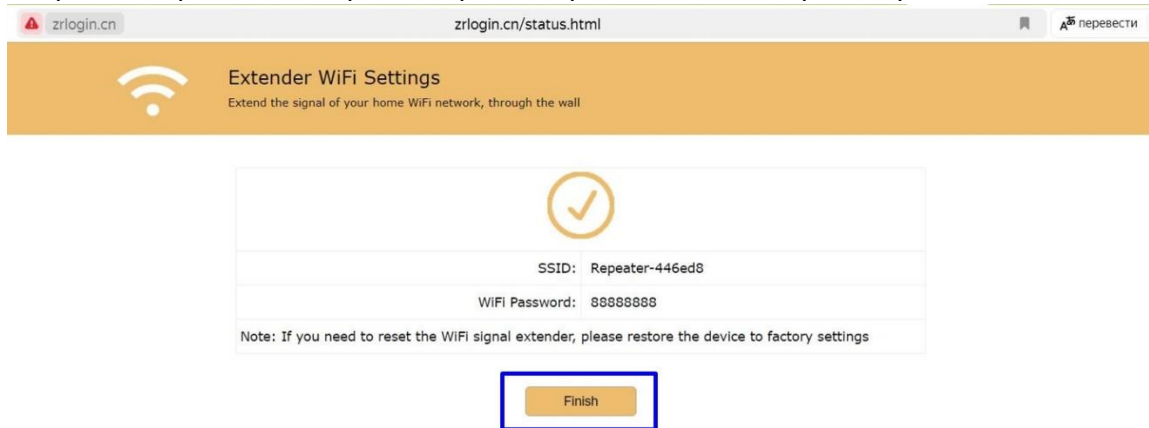 zrlogin.cn
zrlogin.cn/status.html
перевести
Extender WiFi Settings
Extend the signal of your home WiFi network, through the wall
SSID: Repeater-446ed8
WiFi Password: 88888888
Note: If you need to reset the WiFi signal extender, please restore the device to factory settings
Finish